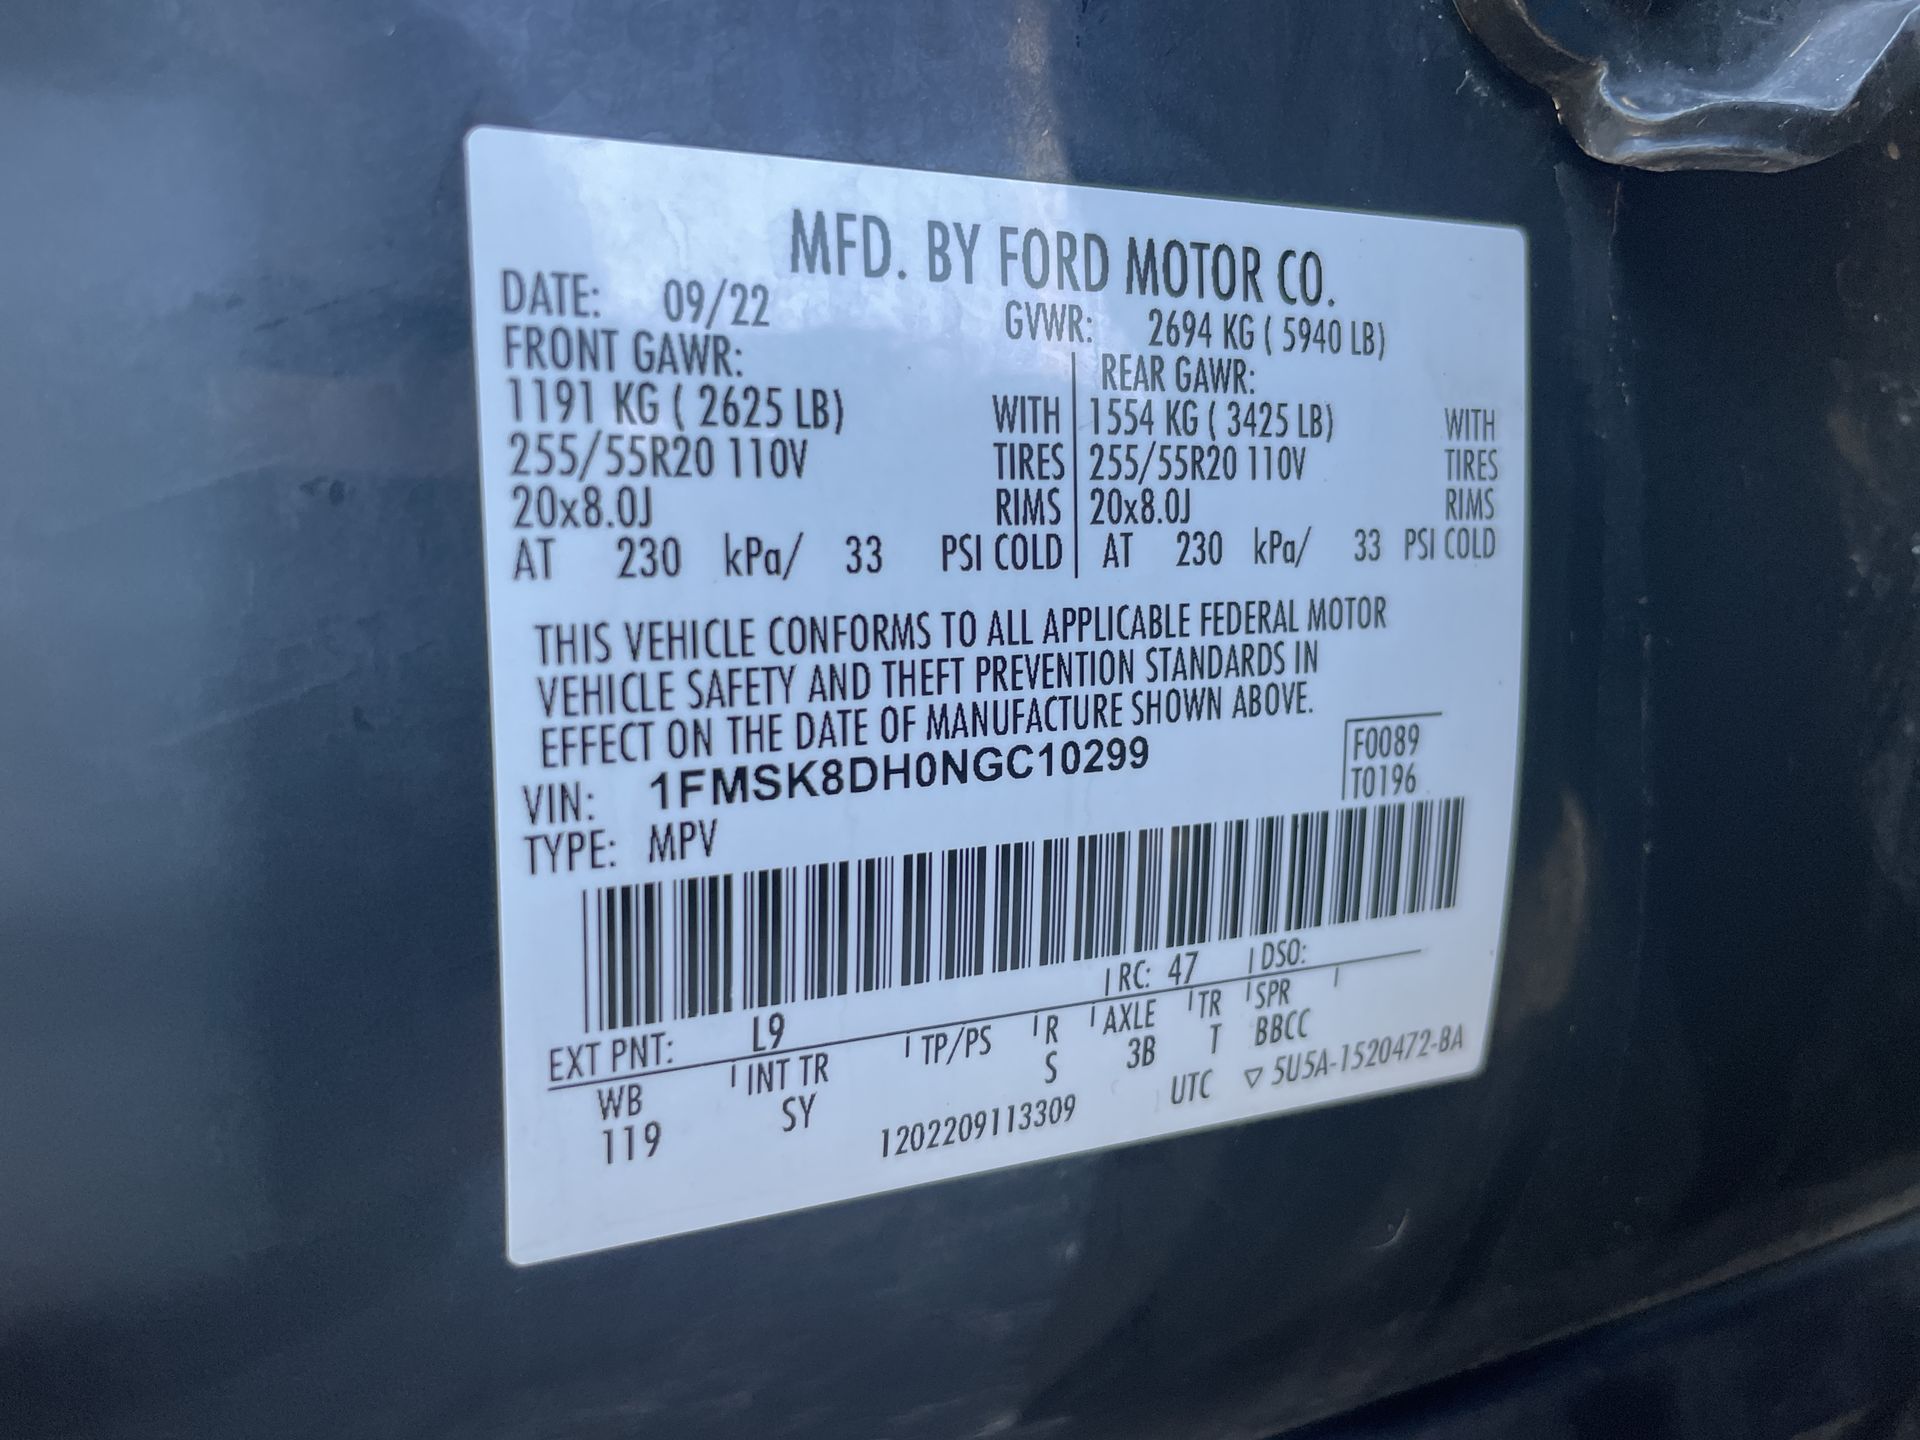 MFD. BY FORD MOTOR CO.
DATE: 09/22 GVWR: 2694 KG ( 5940 LB)
FRONT GAWR: REAR GAWR:
1191 KG ( 2625 LB) WITH 1554 KG ( 3425 LB) WITH
255/55R20 110V TIRES 255/55R20 110V TIRES
20x8.0J RIMS 20x8.0J RIMS
AT 230 kPa/ 33 PSI COLD AT 230 kPa/ 33 PSI COLD
THIS VEHICLE CONFORMS TO ALL APPLICABLE FEDERAL MOTOR
VEHICLE SAFETY AND THEFT PREVENTION STANDARDS IN
EFFECT ON THE DATE OF MANUFACTURE SHOWN ABOVE.
VIN: 1FMSK8DH0NGC10299 F0089
TYPE: MPV T0196
EXT PNT: L9 RC: 47 DSO:
WB INT TR TP/PS R AXLE TR SPR
119 SY S 3B T BBCC
1202209113309 UTC ▽ 5U5A-1520472-BA